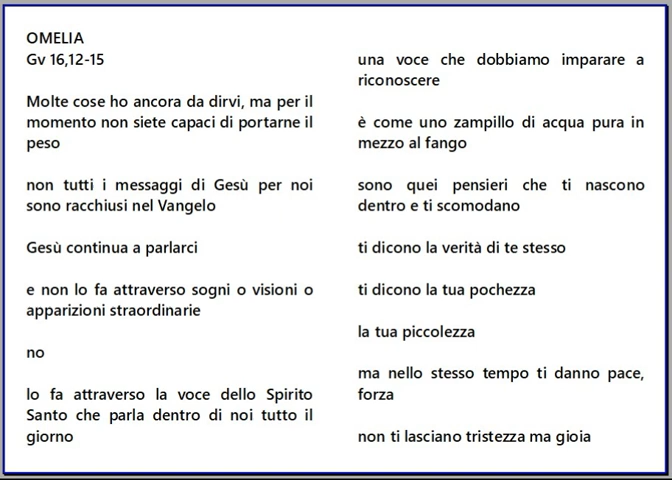 OMELIA
Gv 16,12-15
Molte cose ho ancora da dirvi, ma per il
momento non siete capaci di portarne il
peso
non tutti i messaggi di Gesù per noi
sono racchiusi nel Vangelo
Gesù continua a parlarci
e non lo fa attraverso sogni o visioni o
apparizioni straordinarie
no
lo fa attraverso la voce dello Spirito
Santo che parla dentro di noi tutto il
giorno
una voce che dobbiamo imparare a
riconoscere
è come uno zampillo di acqua pura in
mezzo al fango
sono quei pensieri che ti nascono
dentro e ti scomodano
ti dicono la verità di te stesso
ti dicono la tua pochezza
la tua piccolezza
ma nello stesso tempo ti danno pace,
forza
non ti lasciano tristezza ma gioia